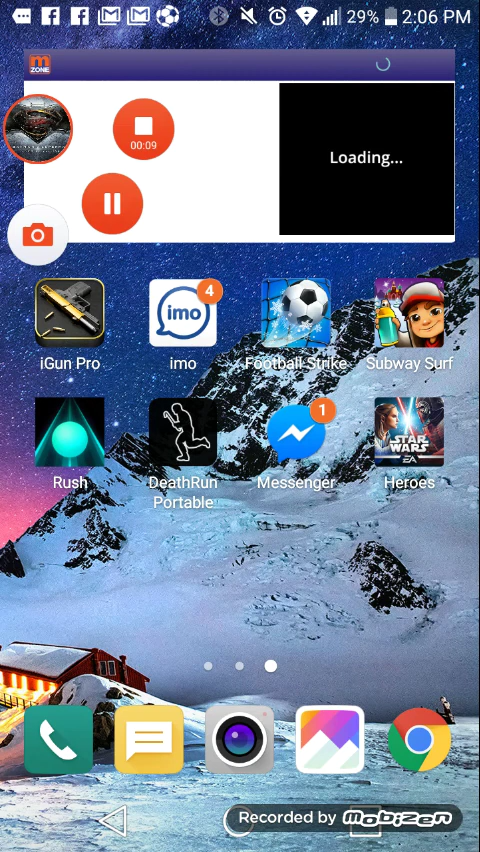 29% 2:06 PM
m
ZONE
Loading...
00:09
4
imo
iGun Pro
imo
Football Strike
Subway Surf
1
STAR
WARS
EA
Rush
DeathRun
Portable
Messenger
Heroes
Recorded by Mobizen